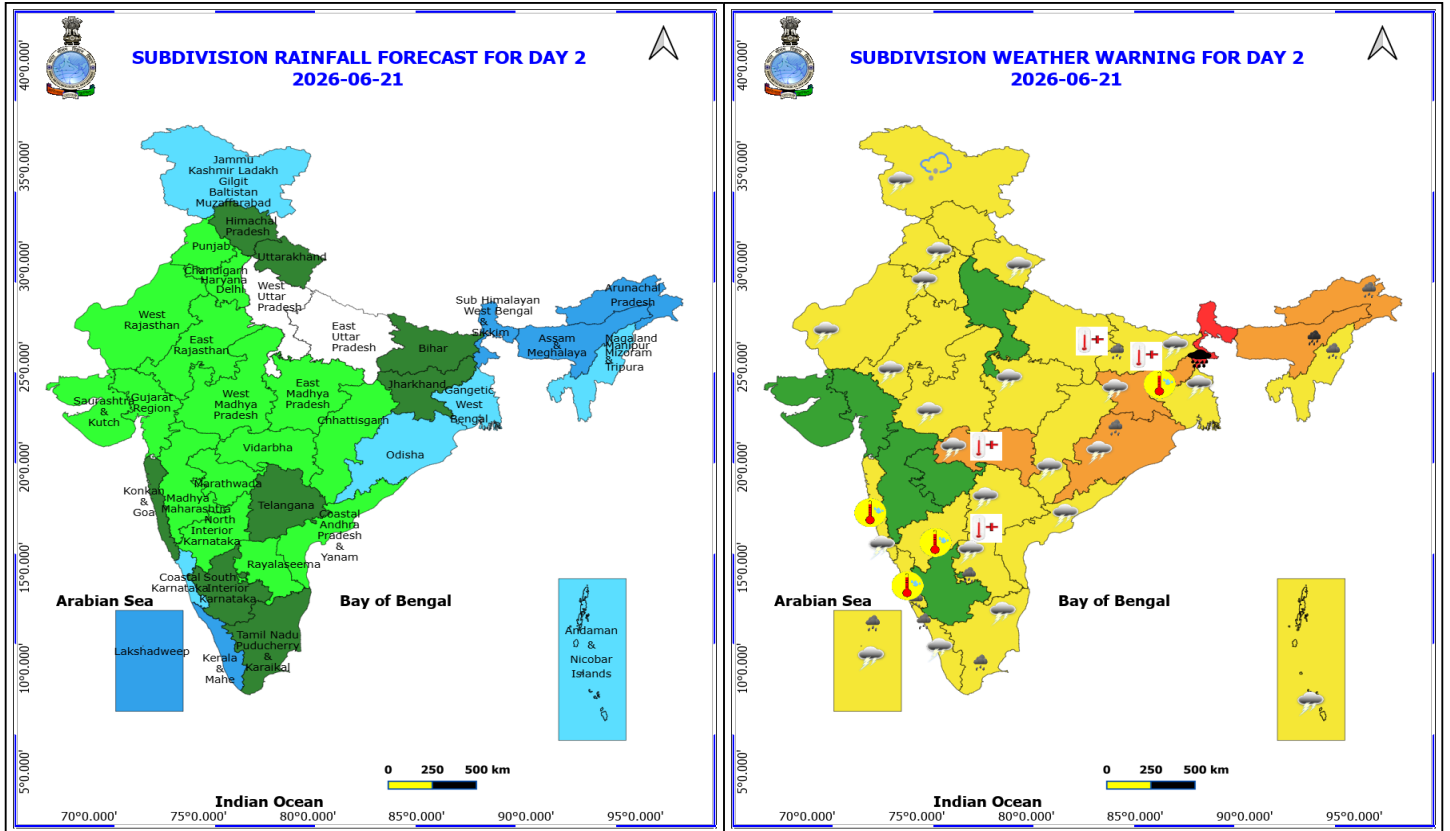 SUBDIVISION RAINFALL FORECAST FOR DAY 2
2026-06-21
40°0.000'
35°0.000'
30°0.000'
25°0.000'
20°0.000'
15°0.000'
10°0.000'
5°0.000'
Jammu
Kashmir Ladakh
Gilgit
Baltistan
Muzaffarabad
Himachal
Pradesh
Punjab
Uttarakhand
Chandigarh
Haryana
Delhi
West
Uttar
Pradesh
West
Rajasthan
East
Rajasthan
East
Uttar
Pradesh
Sub Himalayan
West Bengal
&
Sikkim
Arunachal
Pradesh
Assam
&
Meghalaya
Nagaland
Manipur
Mizoram
&
Tripura
Bihar
Jharkhand
Gangetic
West
Bengal
Saurashtra
&
Kutch
Gujarat
Region
West
Madhya
Pradesh
East
Madhya
Pradesh
Chhattisgarh
Odisha
Vidarbha
Marathwada
Madhya
Maharashtra
Konkan
&
Goa
Telangana
North
Interior
Karnataka
Coastal
Andhra
Pradesh
&
Yanam
Rayalaseema
Coastal
Karnataka
South
Interior
Karnataka
Tamil Nadu
Puducherry
&
Karaikal
Kerala
&
Mahe
Lakshadweep
Andaman
&
Nicobar
Islands
Arabian Sea
Bay of Bengal
0 250 500 km
Indian Ocean
70°0.000' 75°0.000' 80°0.000' 85°0.000' 90°0.000' 95°0.000'
SUBDIVISION WEATHER WARNING FOR DAY 2
2026-06-21
40°0.000'
35°0.000'
30°0.000'
25°0.000'
20°0.000'
15°0.000'
10°0.000'
5°0.000'
Arabian Sea
Bay of Bengal
0 250 500 km
Indian Ocean
70°0.000' 75°0.000' 80°0.000' 85°0.000' 90°0.000' 95°0.000'